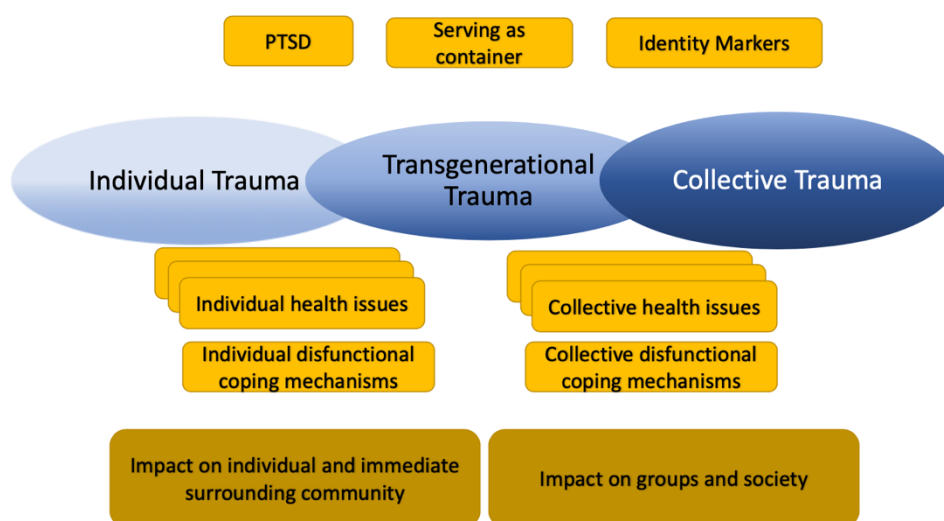 PTSD
Serving as
container
Identity Markers
Individual Trauma
Transgenerational
Trauma
Collective Trauma
Individual health issues
Collective health issues
Individual disfunctional
coping mechanisms
Collective disfunctional
coping mechanisms
Impact on individual and immediate
surrounding community
Impact on groups and society